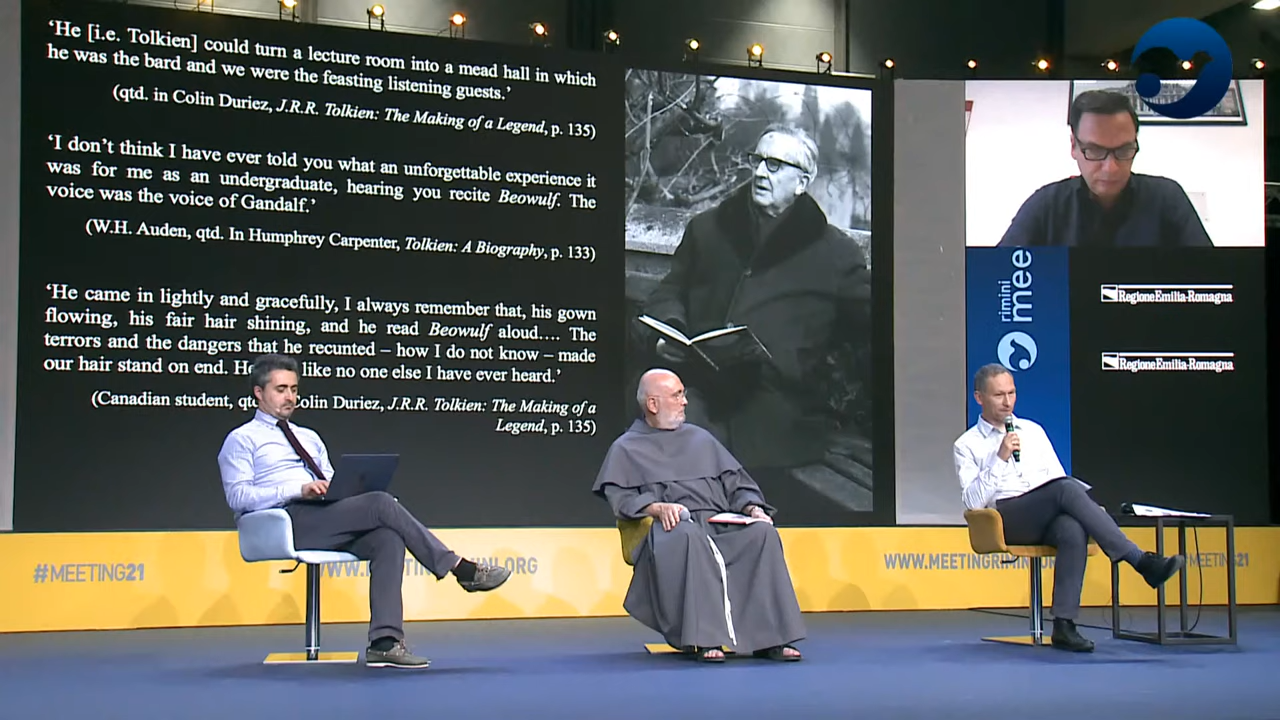 ‘He [i.e. Tolkien] could turn a lecture room into a mead hall in which
he was the bard and we were the feasting listening guests.’
(qtd. in Colin Duriez, J.R.R. Tolkien: The Making of a Legend, p. 135)
‘I don’t think I have ever told you what an unforgettable experience it
was for me as an undergraduate, hearing you recite Beowulf. The
voice was the voice of Gandalf.’
(W.H. Auden, qtd. In Humphrey Carpenter, Tolkien: A Biography, p. 133)
‘He came in lightly and gracefully, I always remember that, his gown
flowing, his fair hair shining, and he read Beowulf aloud…. The
terrors and the dangers that he recunted – how I do not know – made
our hair stand on end. He like no one else I have ever heard.’
(Canadian student, Colin Duriez, J.R.R. Tolkien: The Making of a
Legend, p. 135)
rimini
mee
RegioneEmilia-Romagna
RegioneEmilia-Romagna
#MEETING21
WWW.MEETINGRIMINI.ORG
MEETING21